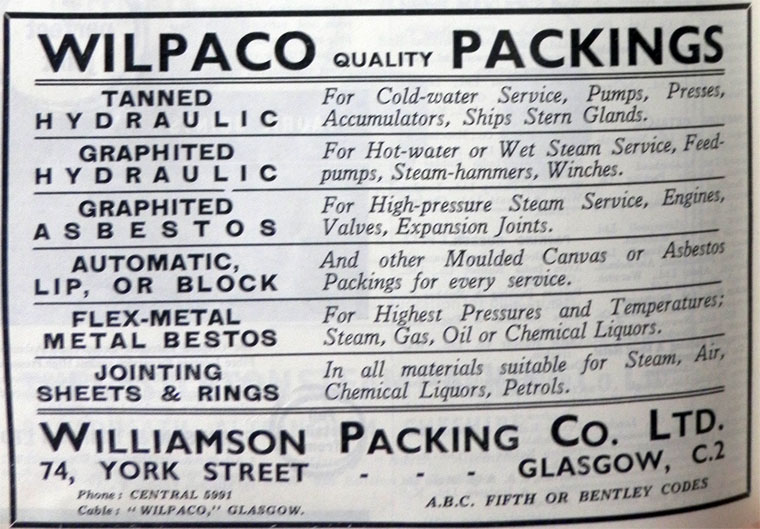 WILPACO QUALITY PACKINGS
TANNED
HYDRAULIC
For Cold-water Service, Pumps, Presses,
Accumulators, Ships Stern Glands.
GRAPHITED
HYDRAULIC
For Hot-water or Wet Steam Service, Feed-
pumps, Steam-hammers, Winches.
GRAPHITED
ASBESTOS
For High-pressure Steam Service, Engines,
Valves, Expansion Joints.
AUTOMATIC,
LIP, OR BLOCK
And other Moulded Canvas or Asbestos
Packings for every service.
FLEX-METAL
METAL BESTOS
For Highest Pressures and Temperatures;
Steam, Gas, Oil or Chemical Liquors.
JOINTING
SHEETS & RINGS
In all materials suitable for Steam, Air,
Chemical Liquors, Petrols.
WILLIAMSON PACKING CO. LTD.
74, YORK STREET - - - GLASGOW, C.2
Phone: CENTRAL 5991
Cable: "WILPACO," GLASGOW.
A.B.C. FIFTH OR BENTLEY CODES